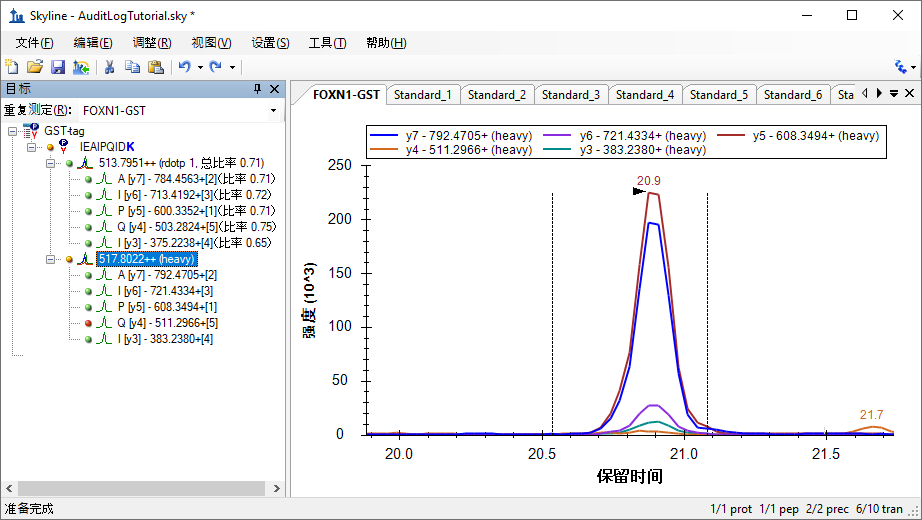 Skyline - AuditLogTutorial.sky *
文件(F) 编辑(E) 调整(R) 视图(V) 设置(S) 工具(T) 帮助(H)
目标
重复测定(R): FOXN1-GST
GST-tag
IEAIPQIDK
513.7951++ (rdotp 1, 总比率 0.71)
A [y7] - 784.4563+[2](比率 0.71)
I [y6] - 713.4192+[3](比率 0.72)
P [y5] - 600.3352+[1](比率 0.71)
Q [y4] - 503.2824+[5](比率 0.75)
I [y3] - 375.2238+[4](比率 0.65)
517.8022++ (heavy)
A [y7] - 792.4705+[2]
I [y6] - 721.4334+[3]
P [y5] - 608.3494+[1]
Q [y4] - 511.2966+[5]
I [y3] - 383.2380+[4]
FOXN1-GST Standard_1 Standard_2 Standard_3 Standard_4 Standard_5 Standard_6 Sta
y7 - 792.4705+ (heavy) y6 - 721.4334+ (heavy) y5 - 608.3494+ (heavy)
y4 - 511.2966+ (heavy) y3 - 383.2380+ (heavy)
250
200
150
100
50
0
强度 (10^3)
20.9
21.7
20.0 20.5 21.0 21.5
保留时间
准备完成
1/1 prot 1/1 pep 2/2 prec 6/10 tran